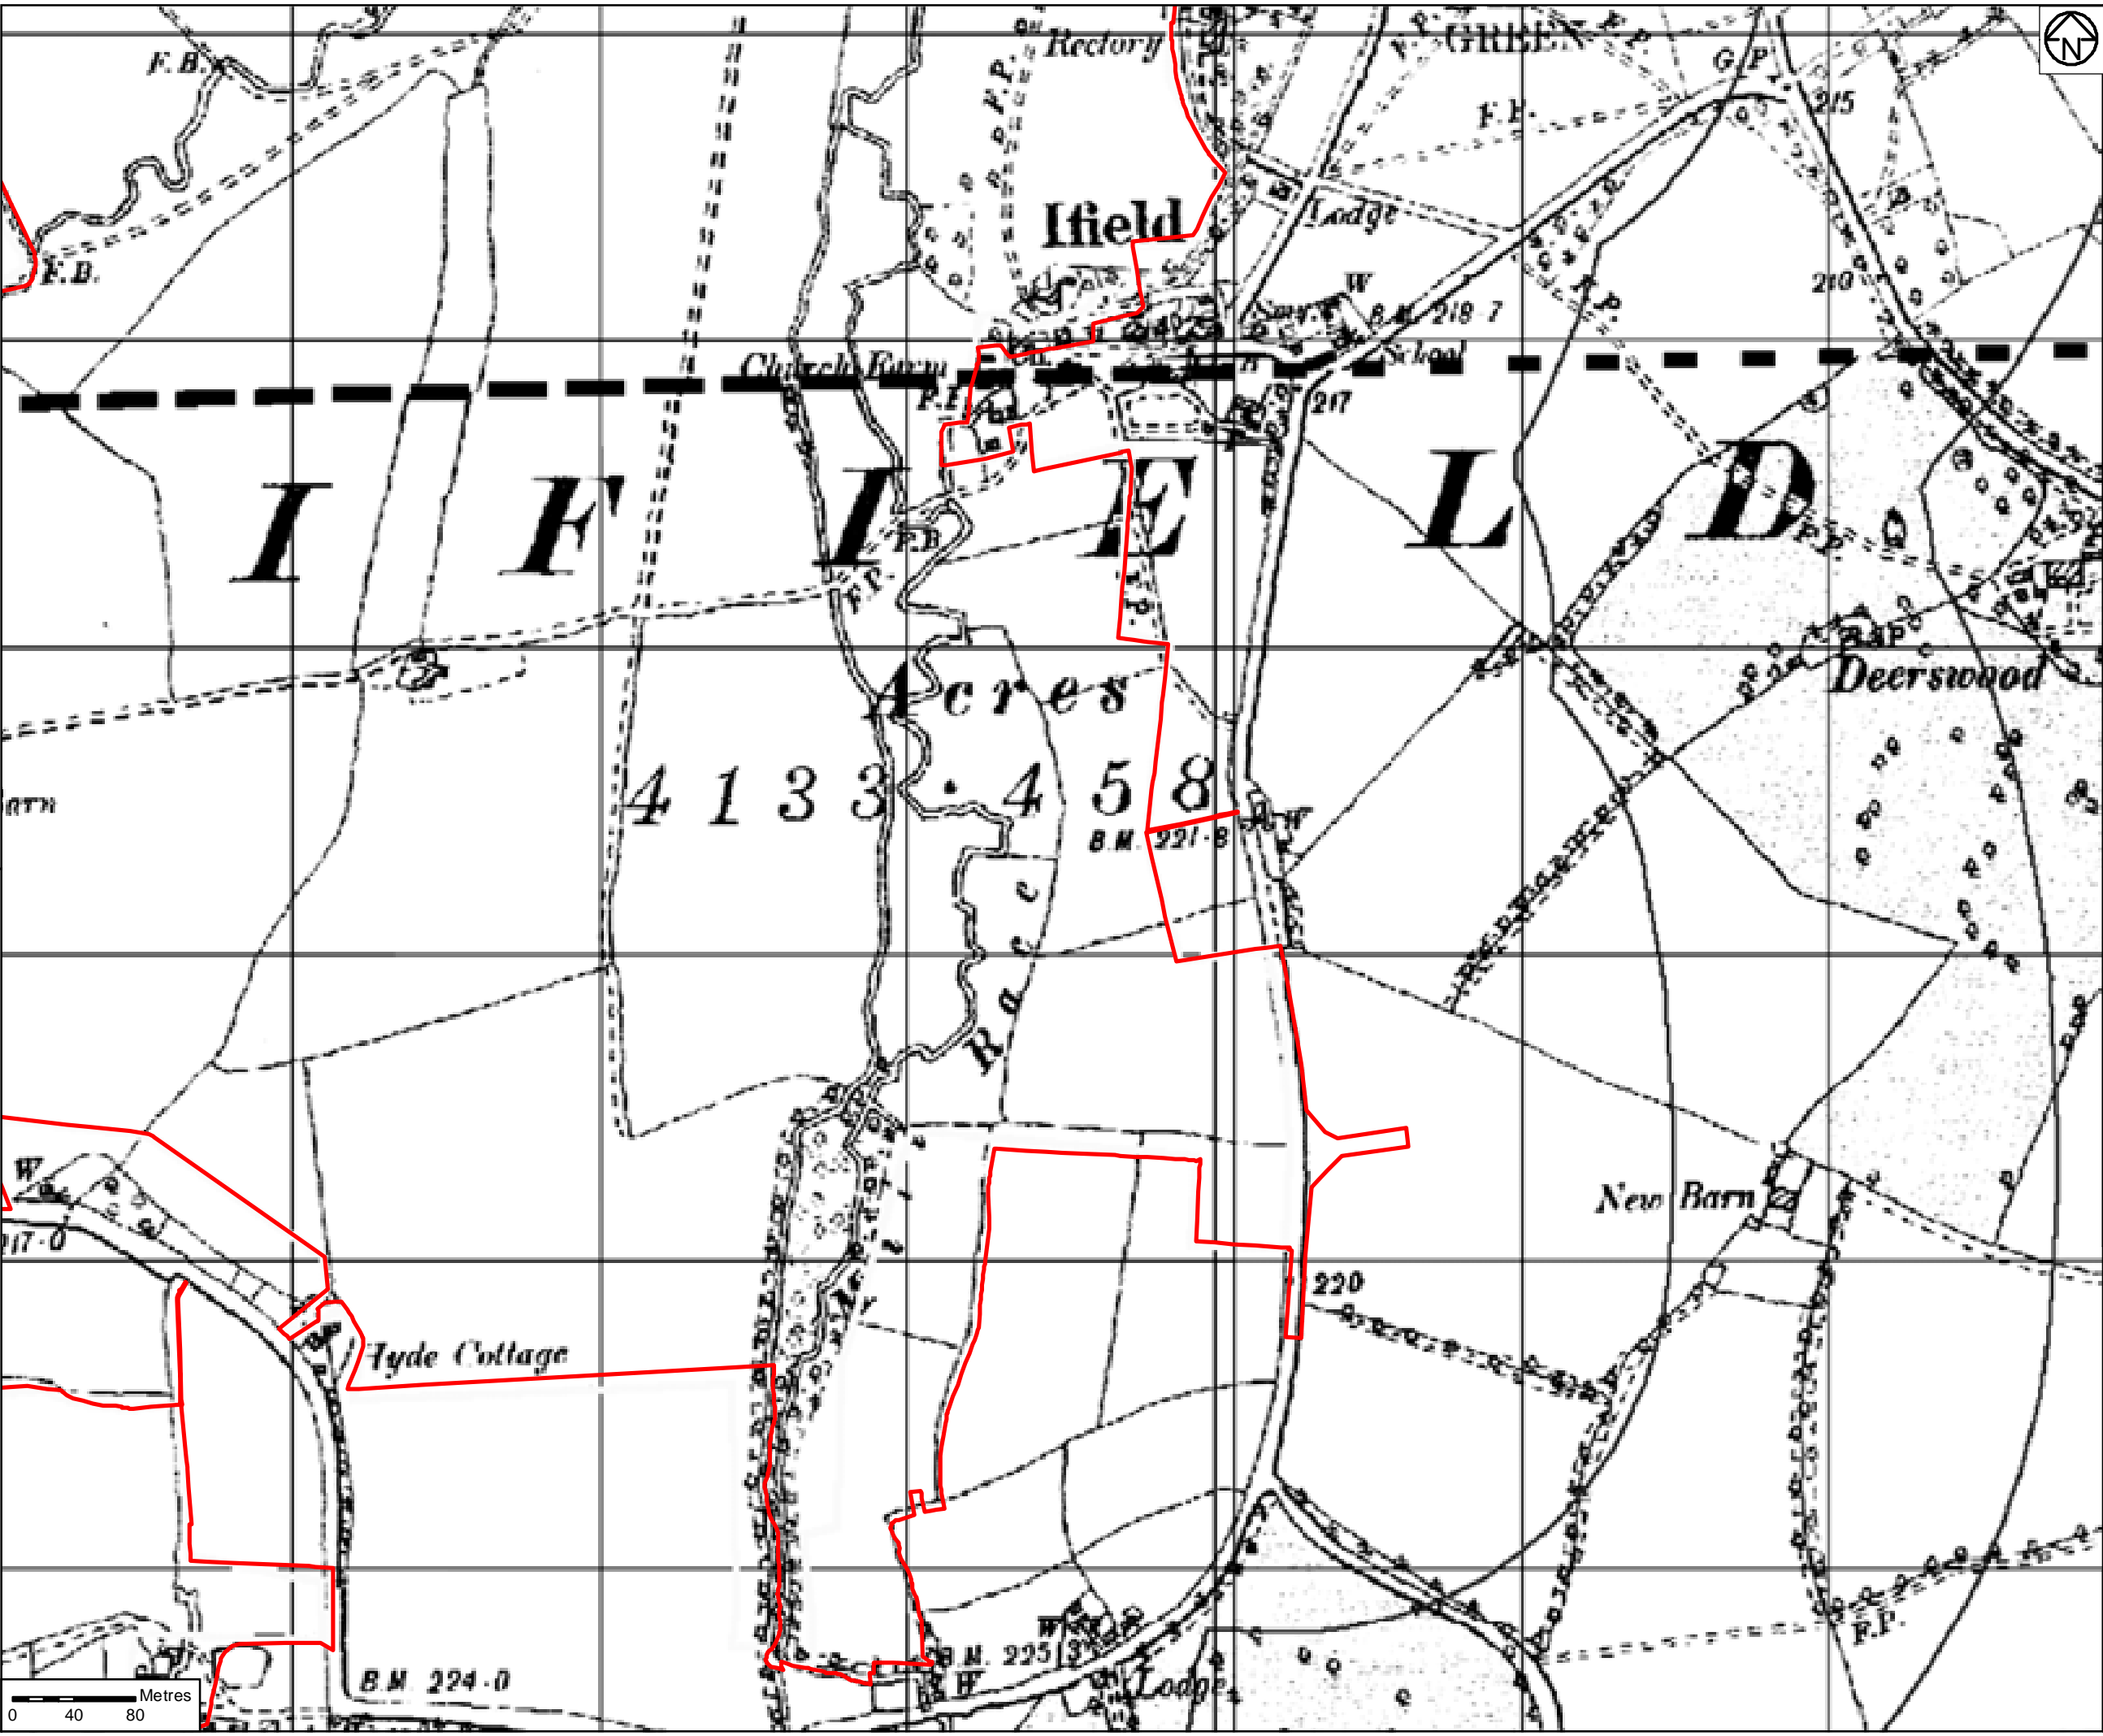 Rectory
F.P.
GREEN
F.P.
G.P.
N
F.B.
F.P.
F.P.
215
Ifield
Lodge
F.B.
W
210
F.P.
B.M. 218·7
Church Farm
School
217
I F I E L D
F.B.
F.P.
F.P.
Acres
Deerswood
4133·458
B.M. 221·8
W
Race
W
New Barn
217·0
220
Hyde Cottage
W
B.M. 225·3
F.P.
B.M. 224·0
W
Lodge
Metres
0 40 80